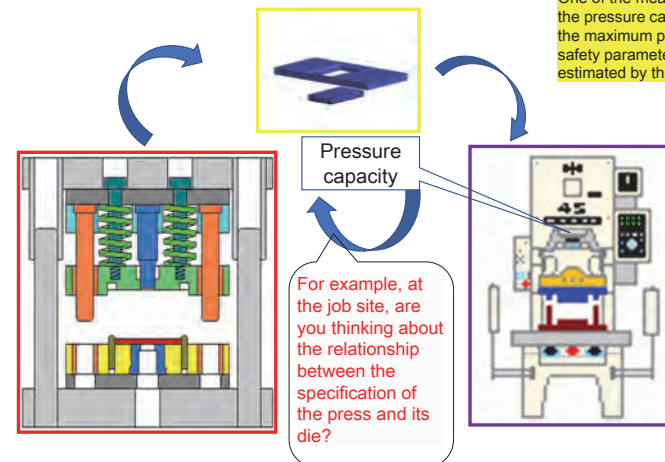 One of the mea
the pressure ca
the maximum p
safety paramete
estimated by th
Pressure
capacity
45
For example, at
the job site, are
you thinking about
the relationship
between the
specification of
the press and its
die?